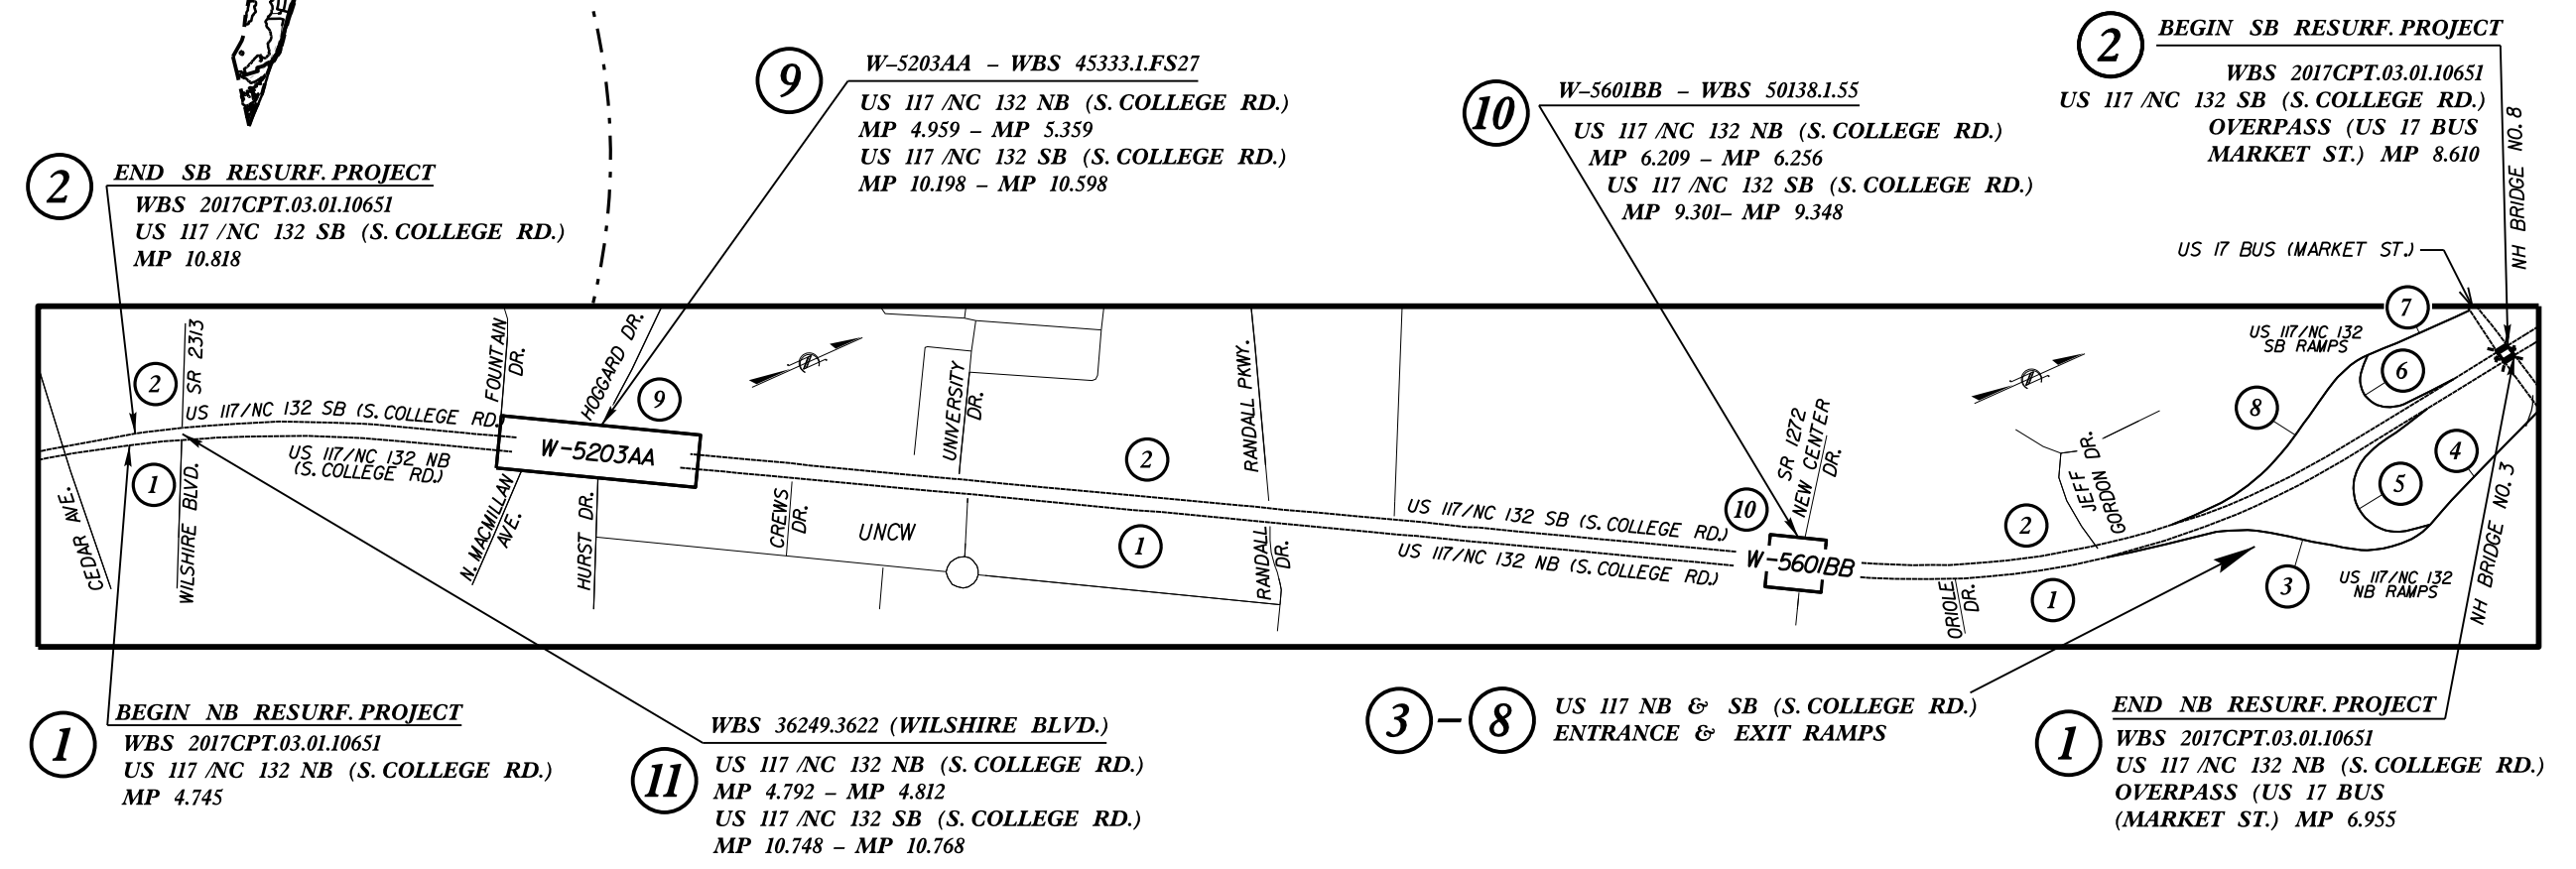 2
BEGIN SB RESURF. PROJECT
WBS 2017CPT.03.01.10651
US 117 /NC 132 SB (S. COLLEGE RD.)
OVERPASS (US 17 BUS
MARKET ST.) MP 8.610
9
W–5203AA – WBS 45333.1.FS27
US 117 /NC 132 NB (S. COLLEGE RD.)
MP 4.959 – MP 5.359
US 117 /NC 132 SB (S. COLLEGE RD.)
MP 10.198 – MP 10.598
10
W–5601BB – WBS 50138.1.55
US 117 /NC 132 NB (S. COLLEGE RD.)
MP 6.209 – MP 6.256
US 117 /NC 132 SB (S. COLLEGE RD.)
MP 9.301– MP 9.348
2
END SB RESURF. PROJECT
WBS 2017CPT.03.01.10651
US 117 /NC 132 SB (S. COLLEGE RD.)
MP 10.818
NH BRIDGE NO. 8
US 17 BUS (MARKET ST.)
2
SR 2313
US 117/NC 132 SB (S. COLLEGE RD.)
FOUNTAIN
DR.
HOGGARD DR.
9
W-5203AA
US 117/NC 132 NB
(S. COLLEGE RD.)
1
CEDAR AVE.
WILSHIRE BLVD.
N. MACMILLAN
AVE.
HURST DR.
CREWS
DR.
UNCW
UNIVERSITY
DR.
2
1
RANDALL PKWY.
RANDALL
DR.
US 117/NC 132 SB (S. COLLEGE RD.)
US 117/NC 132 NB (S. COLLEGE RD.)
10
SR 1272
NEW CENTER
DR.
W-5601BB
ORIOLE
DR.
2
1
JEFF
GORDON DR.
US 117/NC 132
SB RAMPS
7
6
8
4
5
3
US 117/NC 132
NB RAMPS
NH BRIDGE NO. 3
1
BEGIN NB RESURF. PROJECT
WBS 2017CPT.03.01.10651
US 117 /NC 132 NB (S. COLLEGE RD.)
MP 4.745
11
WBS 36249.3622 (WILSHIRE BLVD.)
US 117 /NC 132 NB (S. COLLEGE RD.)
MP 4.792 – MP 4.812
US 117 /NC 132 SB (S. COLLEGE RD.)
MP 10.748 – MP 10.768
3 – 8
US 117 NB & SB (S. COLLEGE RD.)
ENTRANCE & EXIT RAMPS
1
END NB RESURF. PROJECT
WBS 2017CPT.03.01.10651
US 117 /NC 132 NB (S. COLLEGE RD.)
OVERPASS (US 17 BUS
(MARKET ST.) MP 6.955